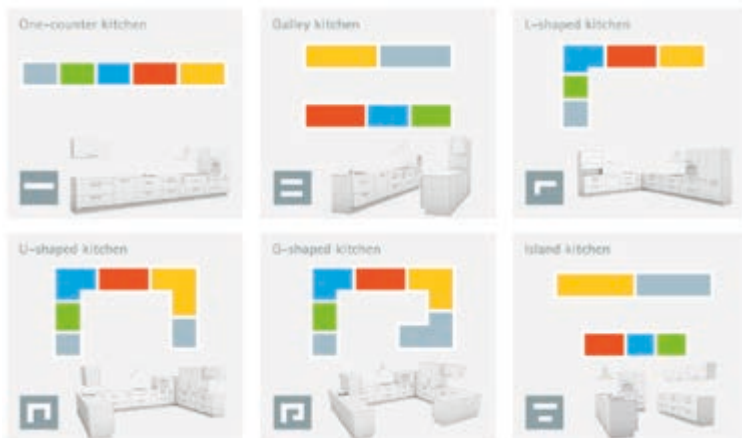 One-counter kitchen
Galley kitchen
L-shaped kitchen
U-shaped kitchen
G-shaped kitchen
Island kitchen